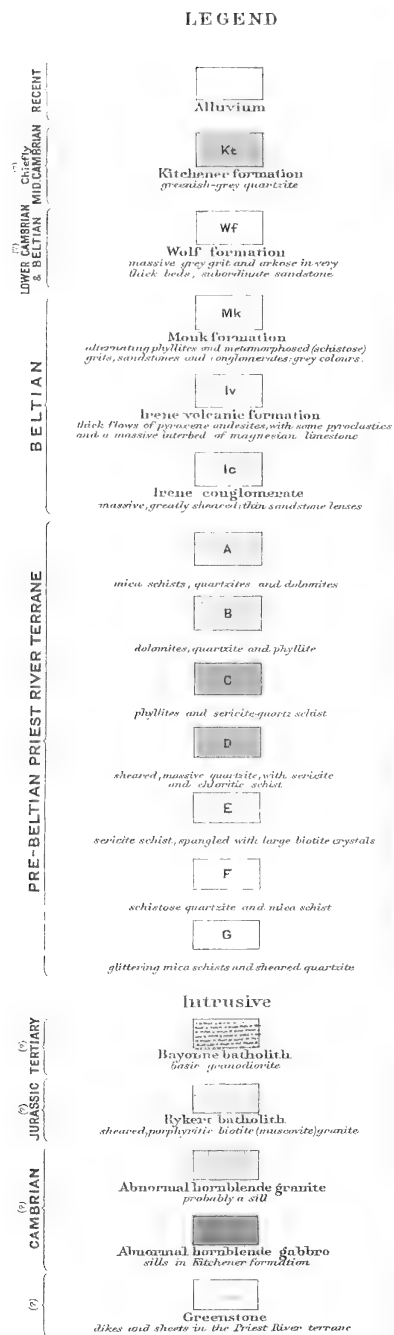 LEGEND
RECENT
Alluvium
(?) Chiefly MID.CAMBRIAN
Kt
Kitchener formation
greenish-grey quartzite
(?) LOWER CAMBRIAN & BELTIAN
Wf
Wolf formation
massive grey grit and arkose in very
thick beds, subordinate sandstone
BELTIAN
Mk
Monk formation
alternating phyllites and metamorphosed (schistose)
grits, sandstones and conglomerates: grey colours.
Iv
Irene volcanic formation
thick flows of pyroxene andesites, with some pyroclastics
and a massive interbed of magnesian limestone
Ic
Irene conglomerate
massive, greatly sheared; thin sandstone lenses
PRE-BELTIAN PRIEST RIVER TERRANE
A
mica schists, quartzites and dolomites
B
dolomites, quartzite and phyllite
C
phyllites and sericite-quartz schist
D
sheared, massive quartzite, with sericite
and chloritic schist
E
sericite schist, spangled with large biotite crystals
F
schistose quartzite and mica schist
G
glittering mica schists and sheared quartzite
Intrusive
(?) TERTIARY
Bayonne batholith
basic granodiorite
(?) JURASSIC
Rykert batholith
sheared, porphyritic biotite (muscovite) granite
(?) CAMBRIAN
Abnormal hornblende granite
probably a sill
Abnormal hornblende gabbro
sills in Kitchener formation
(?)
Greenstone
dikes and sheets in the Priest River terrane